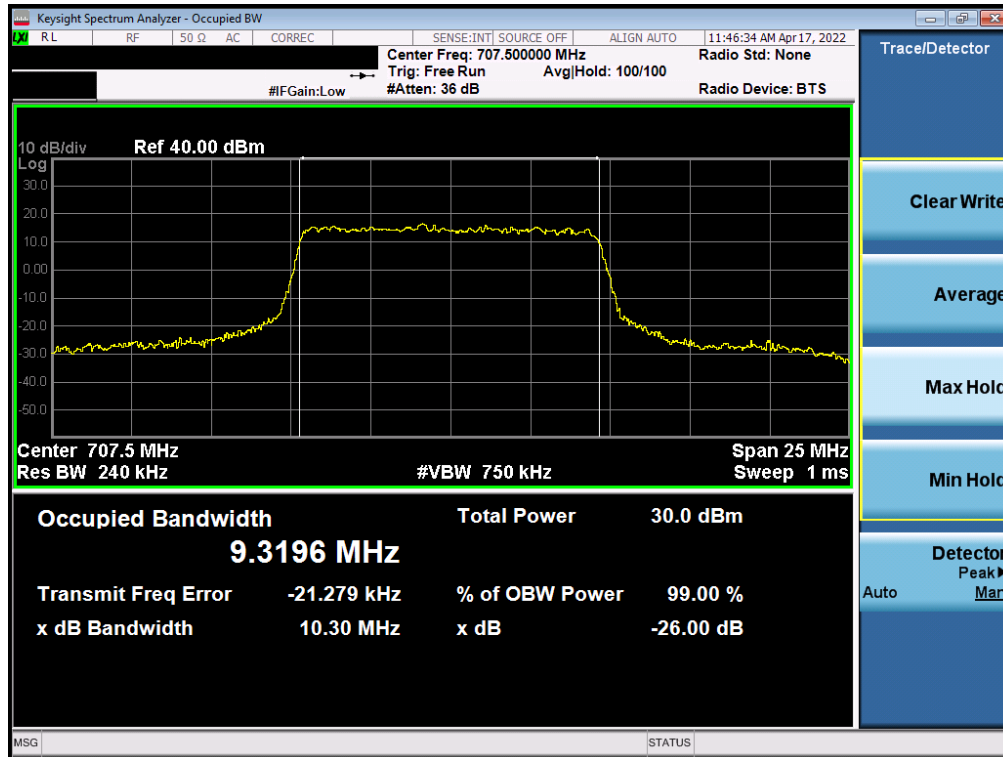 Keysight Spectrum Analyzer - Occupied BW
LXI RL RF 50 Ω AC CORREC SENSE:INT SOURCE OFF ALIGN AUTO 11:46:34 AM Apr 17, 2022
Center Freq: 707.500000 MHz Radio Std: None
Trig: Free Run Avg|Hold: 100/100
#IFGain:Low #Atten: 36 dB Radio Device: BTS
10 dB/div Ref 40.00 dBm
Log
30.0
20.0
10.0
0.00
-10.0
-20.0
-30.0
-40.0
-50.0
Center 707.5 MHz Span 25 MHz
Res BW 240 kHz #VBW 750 kHz Sweep 1 ms
Occupied Bandwidth Total Power 30.0 dBm
9.3196 MHz
Transmit Freq Error -21.279 kHz % of OBW Power 99.00 %
x dB Bandwidth 10.30 MHz x dB -26.00 dB
MSG STATUS
Trace/Detector
Clear Write
Average
Max Hold
Min Hold
Detector
Peak
Auto Man